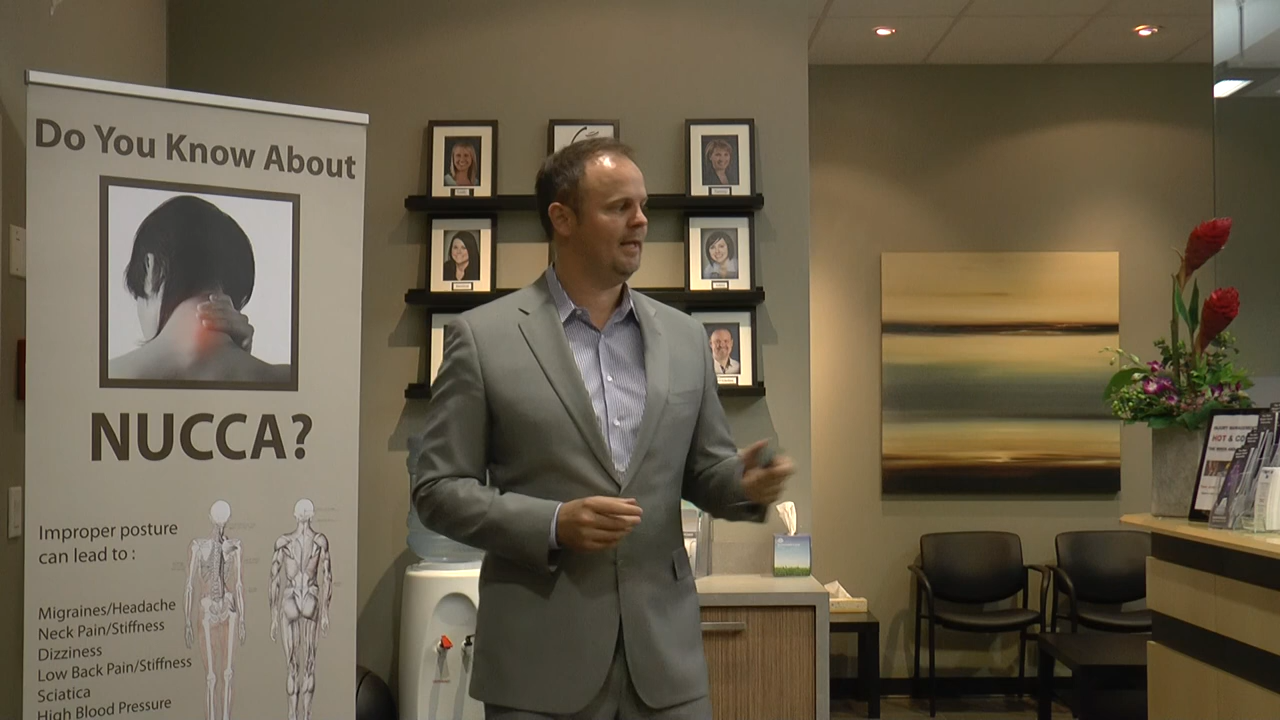 Do You Know About
NUCCA?
Improper posture
can lead to :
Migraines/Headache
Neck Pain/Stiffness
Dizziness
Low Back Pain/Stiffness
Sciatica
High Blood Pressure
HOT & CO